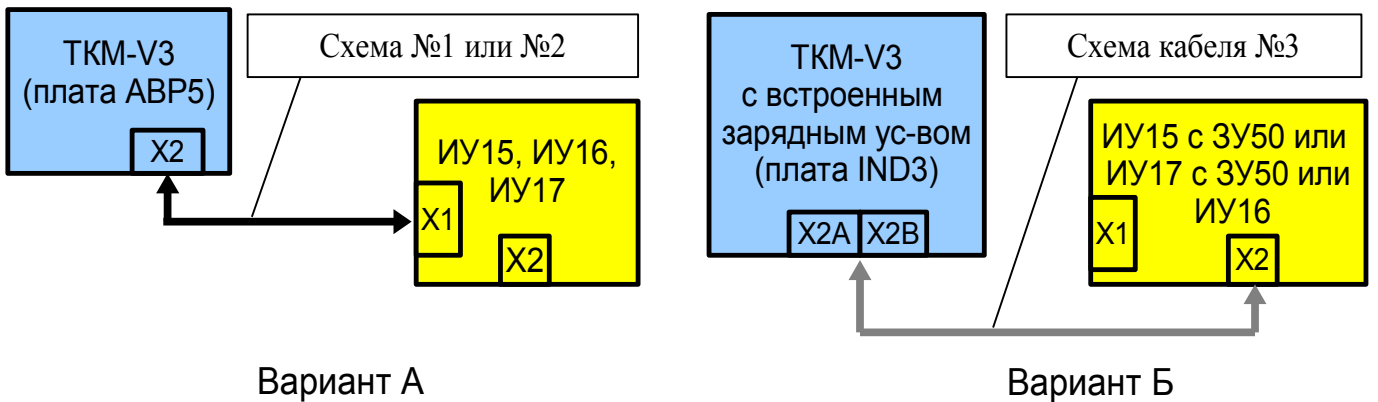 ТКМ-V3
(плата АВР5)
X2
Схема №1 или №2
ИУ15, ИУ16,
ИУ17
X1
X2
Вариант А
ТКМ-V3
с встроенным
зарядным ус-вом
(плата IND3)
X2A X2B
Схема кабеля №3
ИУ15 с ЗУ50 или
ИУ17 с ЗУ50 или
ИУ16
X1
X2
Вариант Б